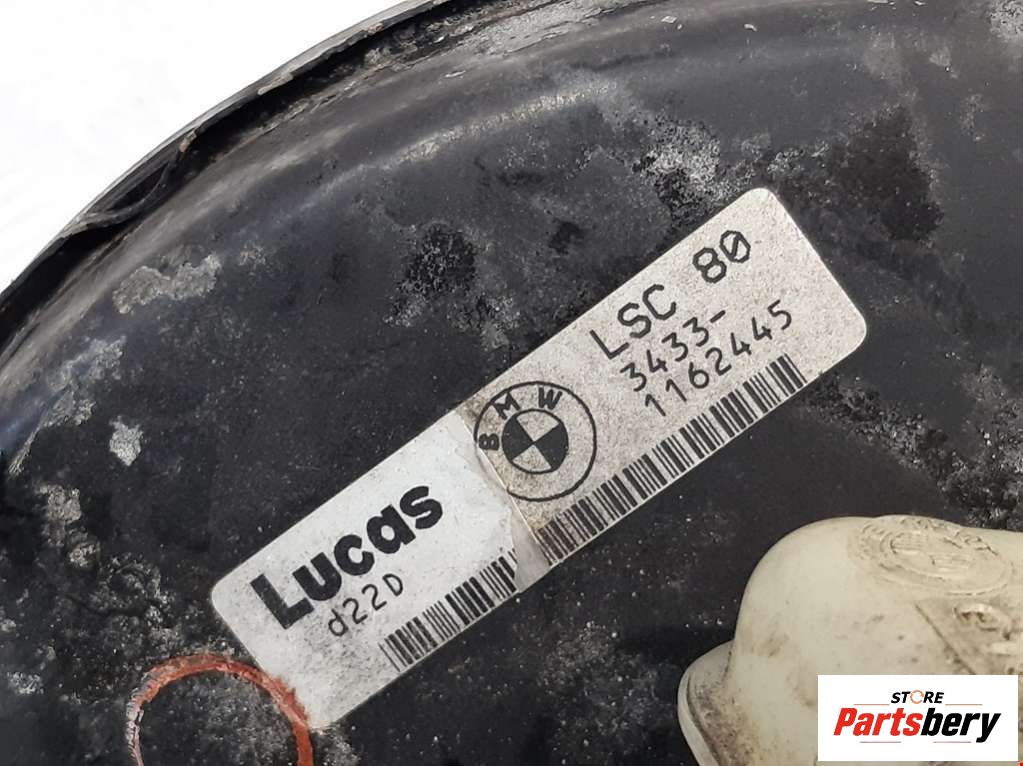 LSC 80
3433-
1162445
BMW
Lucas
d22D
STORE
Partsbery